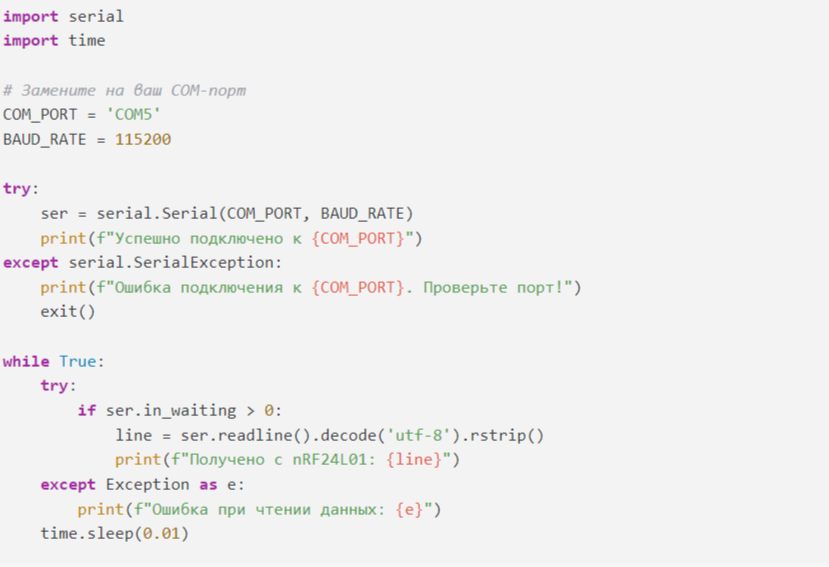 import serial
import time
# Замените на ваш COM-порт
COM_PORT = 'COM5'
BAUD_RATE = 115200
try:
    ser = serial.Serial(COM_PORT, BAUD_RATE)
    print(f"Успешно подключено к {COM_PORT}")
except serial.SerialException:
    print(f"Ошибка подключения к {COM_PORT}. Проверьте порт!")
    exit()
while True:
    try:
        if ser.in_waiting > 0:
            line = ser.readline().decode('utf-8').rstrip()
            print(f"Получено с nRF24L01: {line}")
    except Exception as e:
        print(f"Ошибка при чтении данных: {e}")
    time.sleep(0.01)